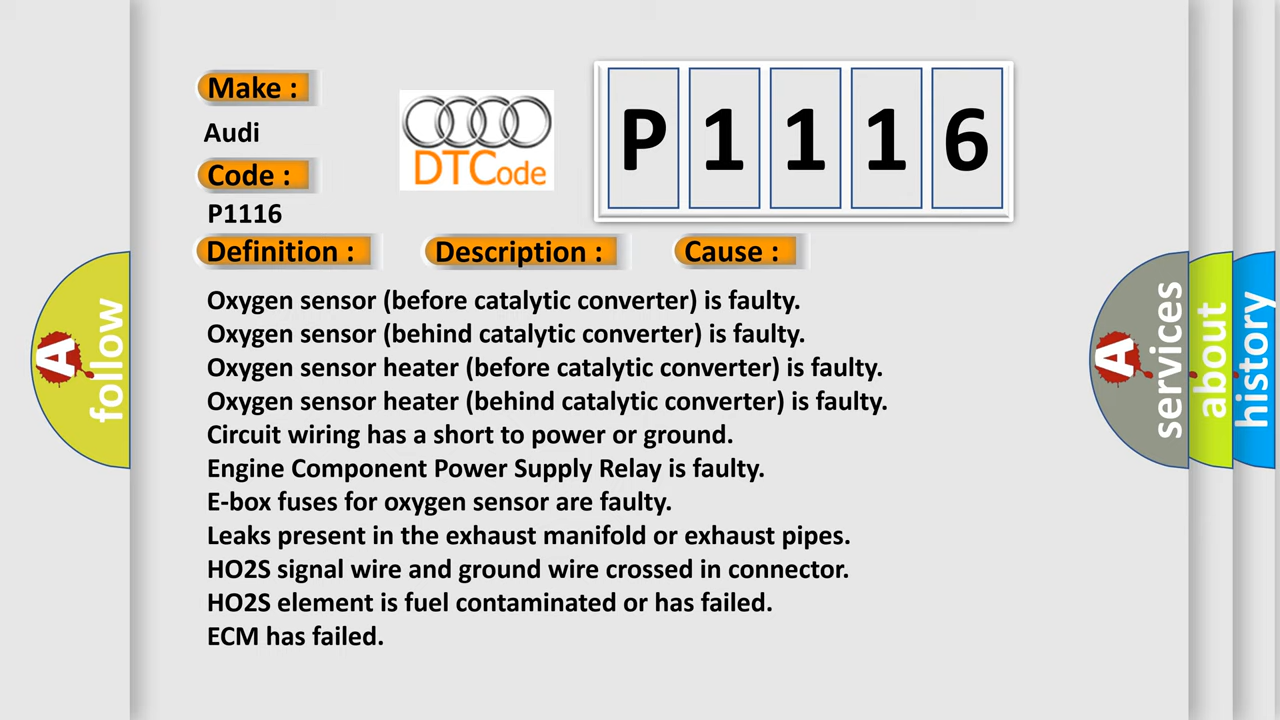 Make :
Audi
Code :
P1116
DTCode
P1116
Definition :
Description :
Cause :
Oxygen sensor (before catalytic converter) is faulty.
Oxygen sensor (behind catalytic converter) is faulty.
Oxygen sensor heater (before catalytic converter) is faulty.
Oxygen sensor heater (behind catalytic converter) is faulty.
Circuit wiring has a short to power or ground.
Engine Component Power Supply Relay is faulty.
E-box fuses for oxygen sensor are faulty.
Leaks present in the exhaust manifold or exhaust pipes.
HO2S signal wire and ground wire crossed in connector.
HO2S element is fuel contaminated or has failed.
ECM has failed.
A follow
A services
about
history